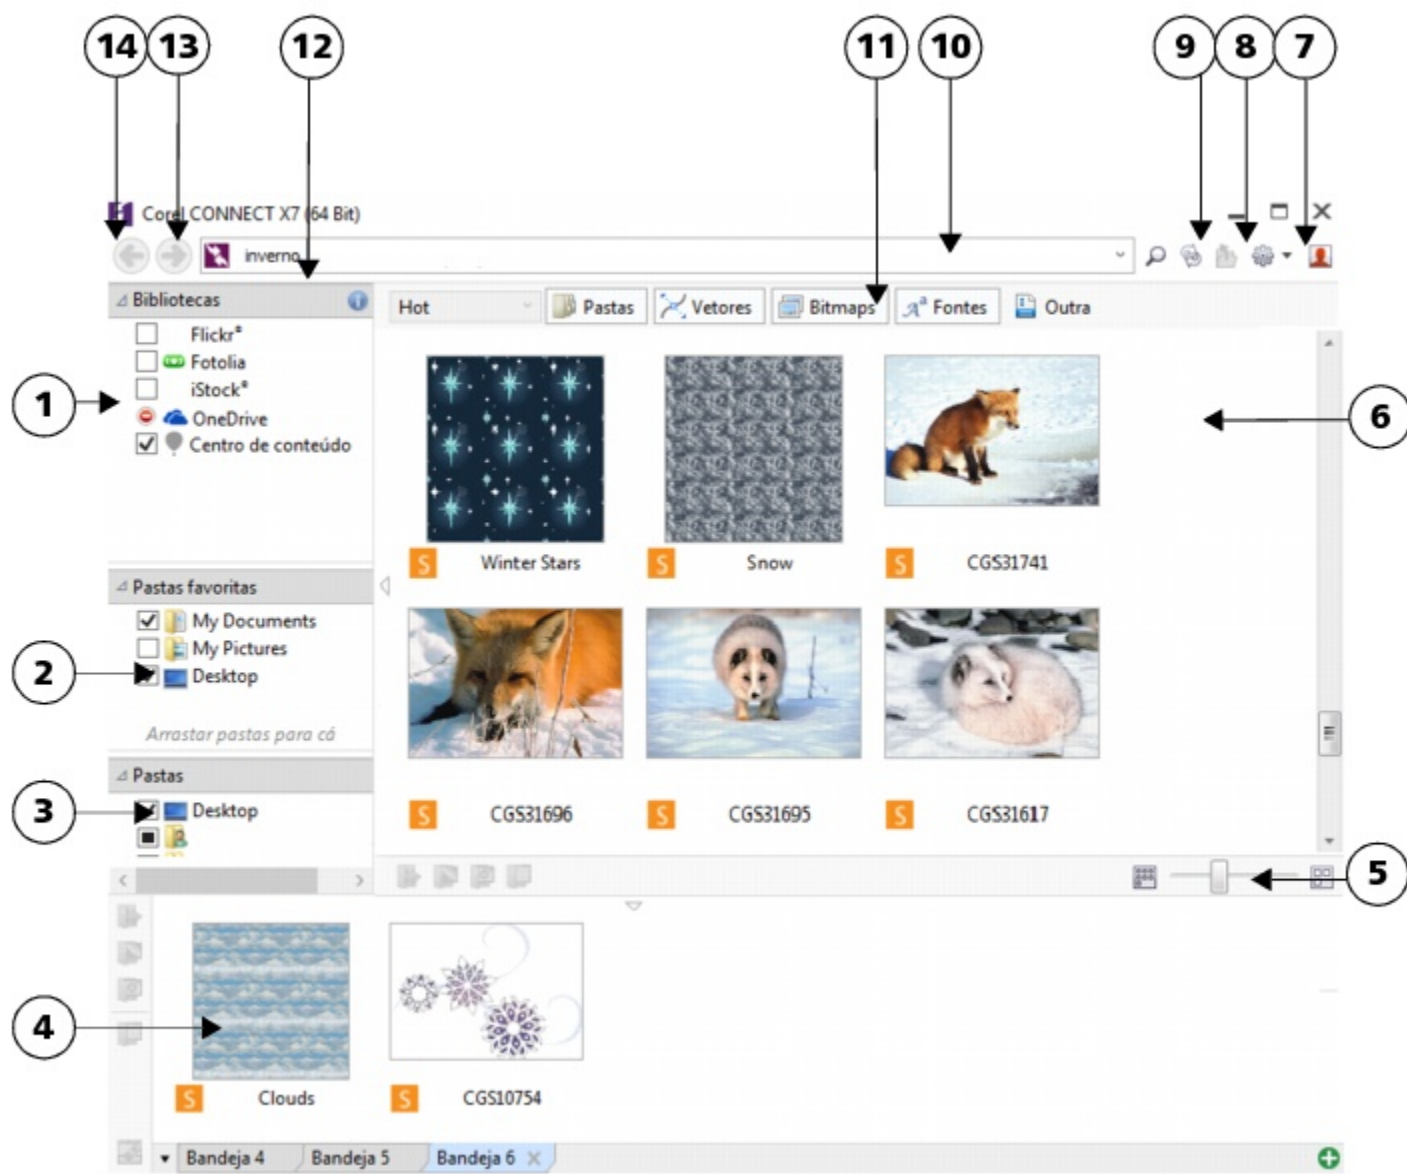 14 13 12 11 10 9 8 7
Corel CONNECT X7 (64 Bit)
inverno
Bibliotecas
Hot Pastas Vetores Bitmaps Fontes Outra
Flickr®
Fotolia
iStock®
1
OneDrive
6
Centro de conteúdo
S Winter Stars S Snow S CGS31741
Pastas favoritas
My Documents
My Pictures
2
Desktop
Arrastar pastas para cá
Pastas
3
Desktop
S CGS31696 S CGS31695 S CGS31617
5
4
S Clouds S CGS10754
Bandeja 4 Bandeja 5 Bandeja 6